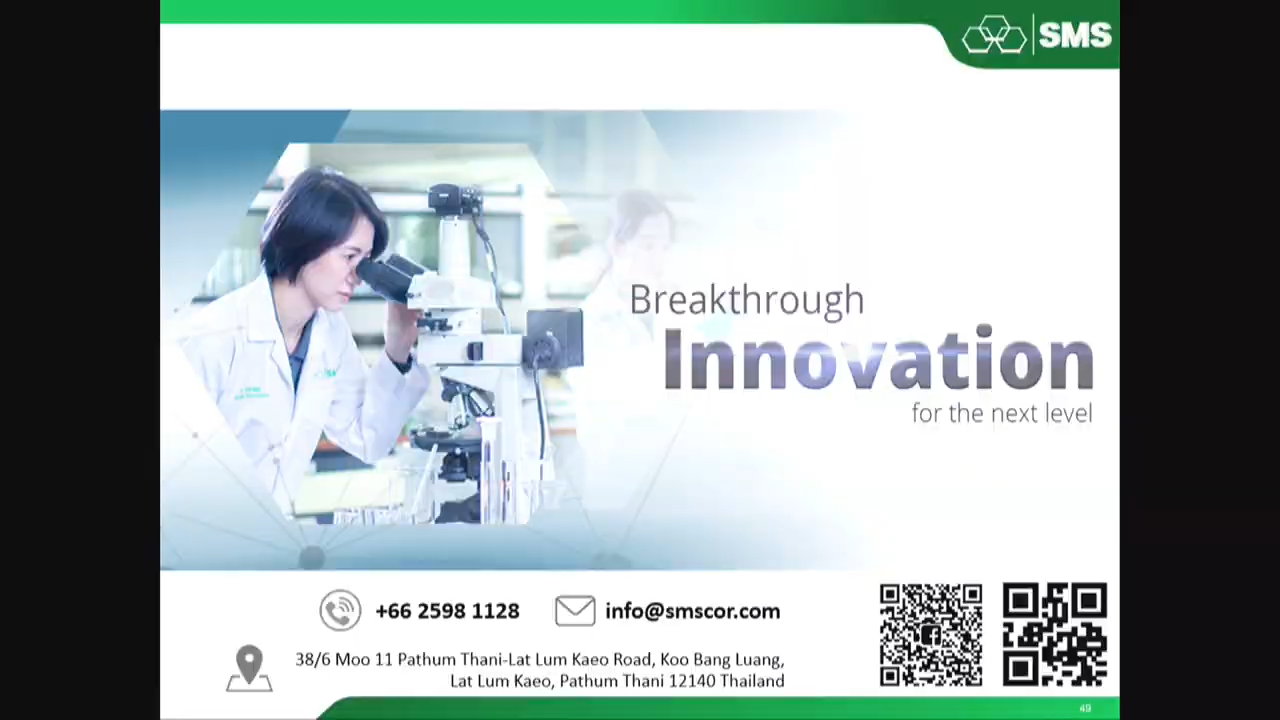 SMS
Breakthrough
Innovation
for the next level
+66 2598 1128
info@smscor.com
38/6 Moo 11 Pathum Thani-Lat Lum Kaeo Road, Koo Bang Luang,
Lat Lum Kaeo, Pathum Thani 12140 Thailand
49